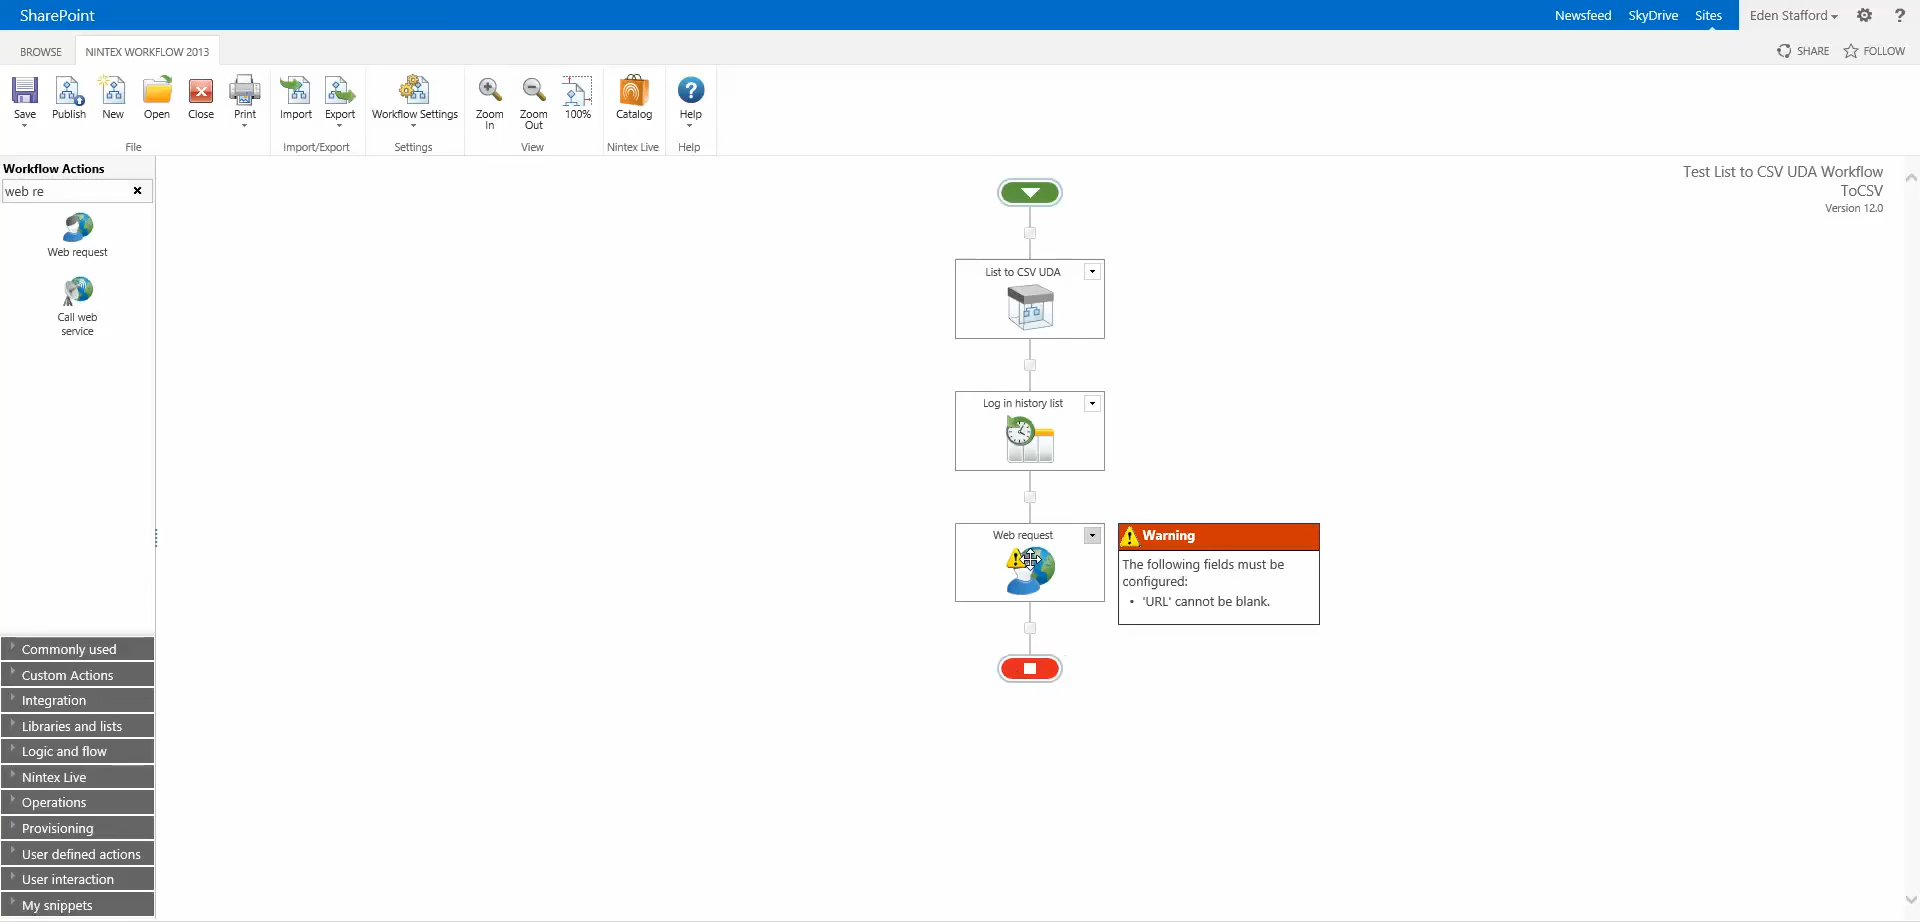 SharePoint
Newsfeed SkyDrive Sites Eden Stafford ?
BROWSE NINTEX WORKFLOW 2013
SHARE FOLLOW
Save Publish New Open Close Print Import Export Workflow Settings Zoom In Zoom Out 100% Catalog Help
File Import/Export Settings View Nintex Live Help
Workflow Actions
web re
Web request
Call web
service
Test List to CSV UDA Workflow
ToCSV
Version 12.0
List to CSV UDA
Log in history list
Web request
Warning
The following fields must be
configured:
• 'URL' cannot be blank.
Commonly used
Custom Actions
Integration
Libraries and lists
Logic and flow
Nintex Live
Operations
Provisioning
User defined actions
User interaction
My snippets